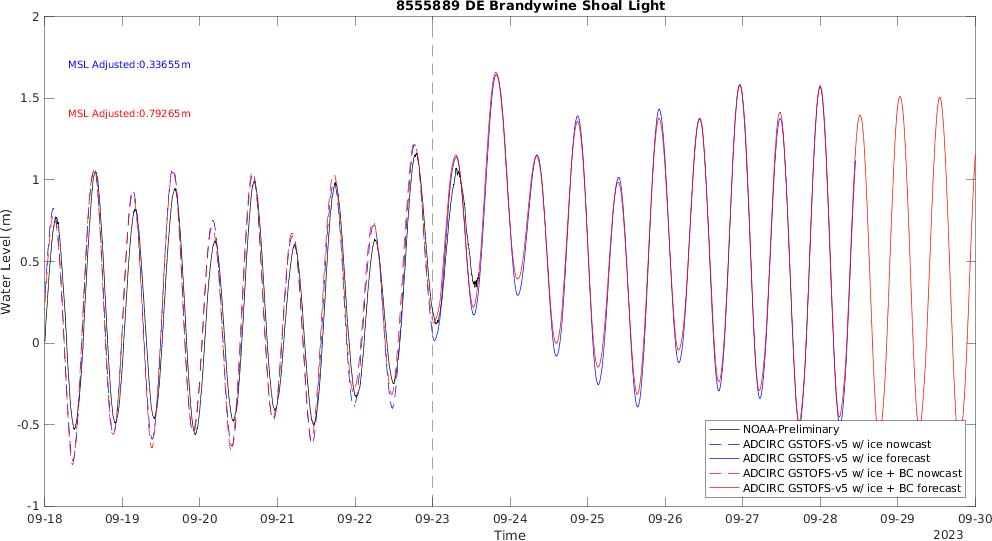 8555889 DE Brandywine Shoal Light
MSL Adjusted:0.33655m
MSL Adjusted:0.79265m
Water Level (m)
2
1.5
1
0.5
0
-0.5
-1
NOAA-Preliminary
ADCIRC GSTOFS-v5 w/ ice nowcast
ADCIRC GSTOFS-v5 w/ ice forecast
ADCIRC GSTOFS-v5 w/ ice + BC nowcast
ADCIRC GSTOFS-v5 w/ ice + BC forecast
09-18 09-19 09-20 09-21 09-22 09-23 09-24 09-25 09-26 09-27 09-28 09-29 09-30
Time
2023